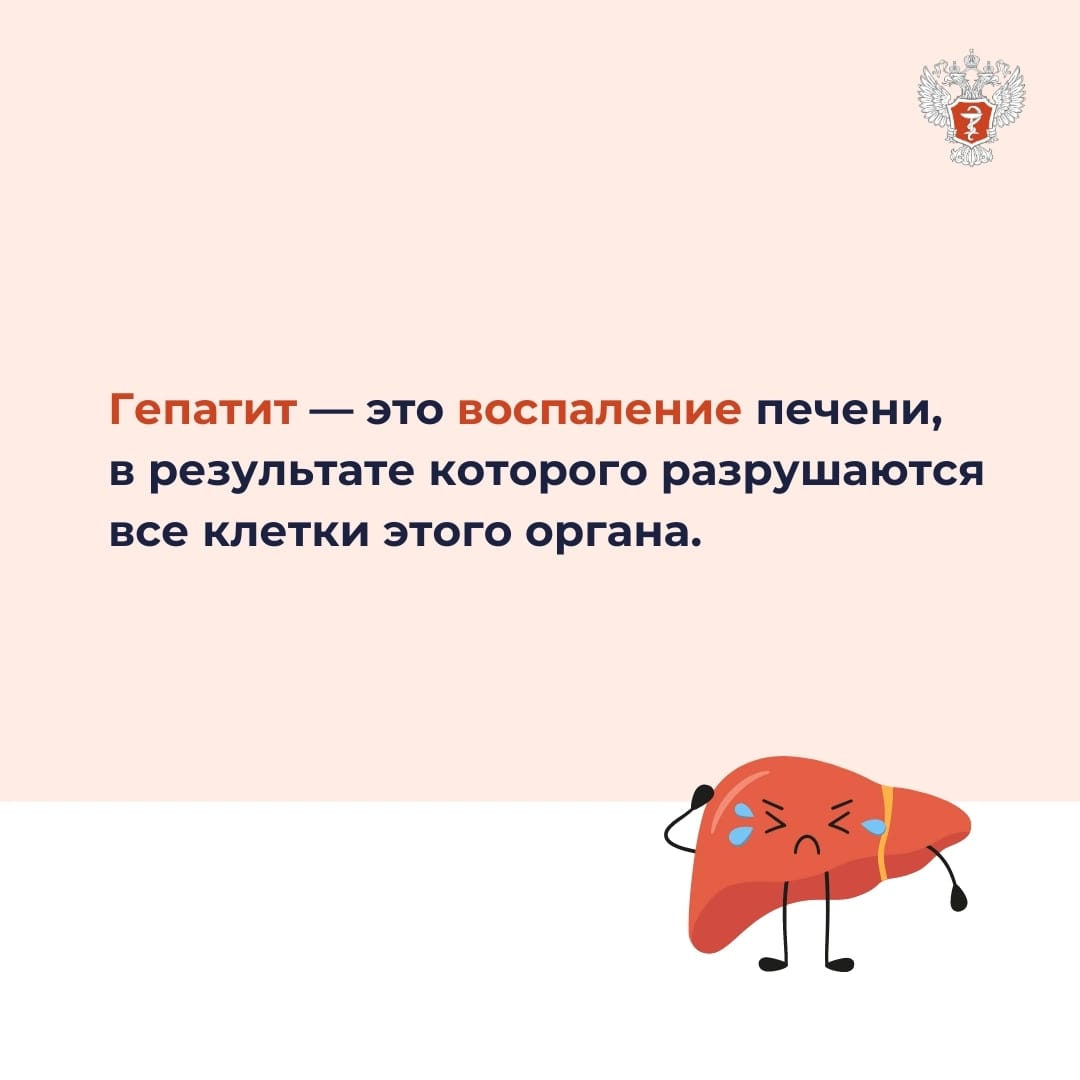 Гепатит — это воспаление печени,
в результате которого разрушаются
все клетки этого органа.